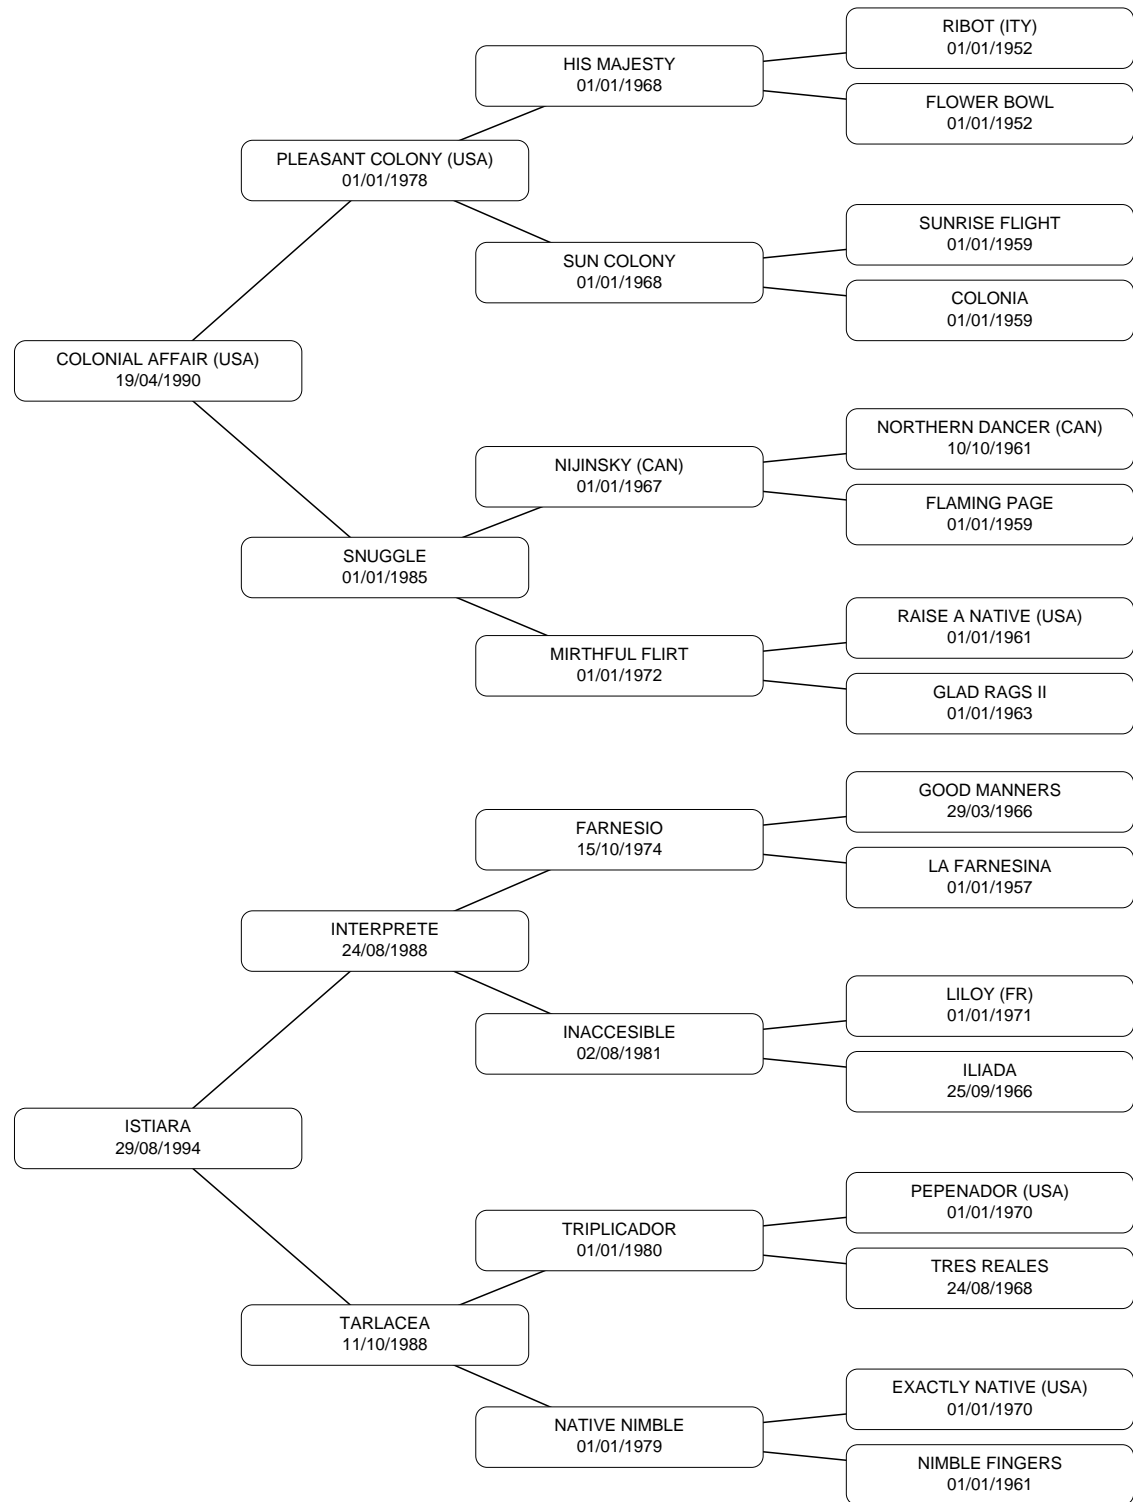 RIBOT (ITY)
01/01/1952
HIS MAJESTY
01/01/1968
FLOWER BOWL
01/01/1952
PLEASANT COLONY (USA)
01/01/1978
SUNRISE FLIGHT
01/01/1959
SUN COLONY
01/01/1968
COLONIA
01/01/1959
COLONIAL AFFAIR (USA)
19/04/1990
NORTHERN DANCER (CAN)
10/10/1961
NIJINSKY (CAN)
01/01/1967
FLAMING PAGE
01/01/1959
SNUGGLE
01/01/1985
RAISE A NATIVE (USA)
01/01/1961
MIRTHFUL FLIRT
01/01/1972
GLAD RAGS II
01/01/1963
GOOD MANNERS
29/03/1966
FARNESIO
15/10/1974
LA FARNESINA
01/01/1957
INTERPRETE
24/08/1988
LILOY (FR)
01/01/1971
INACCESIBLE
02/08/1981
ILIADA
25/09/1966
ISTIARA
29/08/1994
PEPENADOR (USA)
01/01/1970
TRIPLICADOR
01/01/1980
TRES REALES
24/08/1968
TARLACEA
11/10/1988
EXACTLY NATIVE (USA)
01/01/1970
NATIVE NIMBLE
01/01/1979
NIMBLE FINGERS
01/01/1961